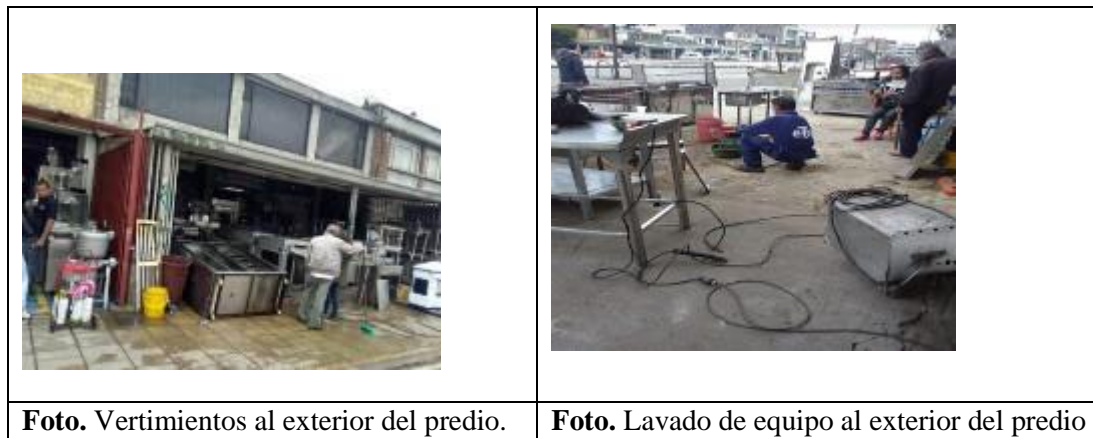 Foto. Vertimientos al exterior del predio.
Foto. Lavado de equipo al exterior del predio